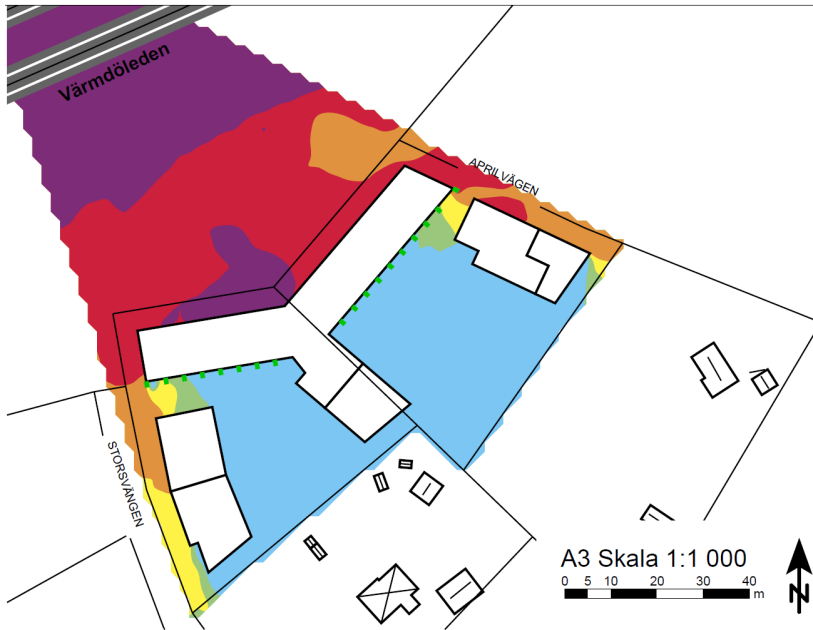 Värmdöleden
APRILVÄGEN
STORSVÄNGEN
A3 Skala 1:1 000
0 5 10 20 30 40
m
N